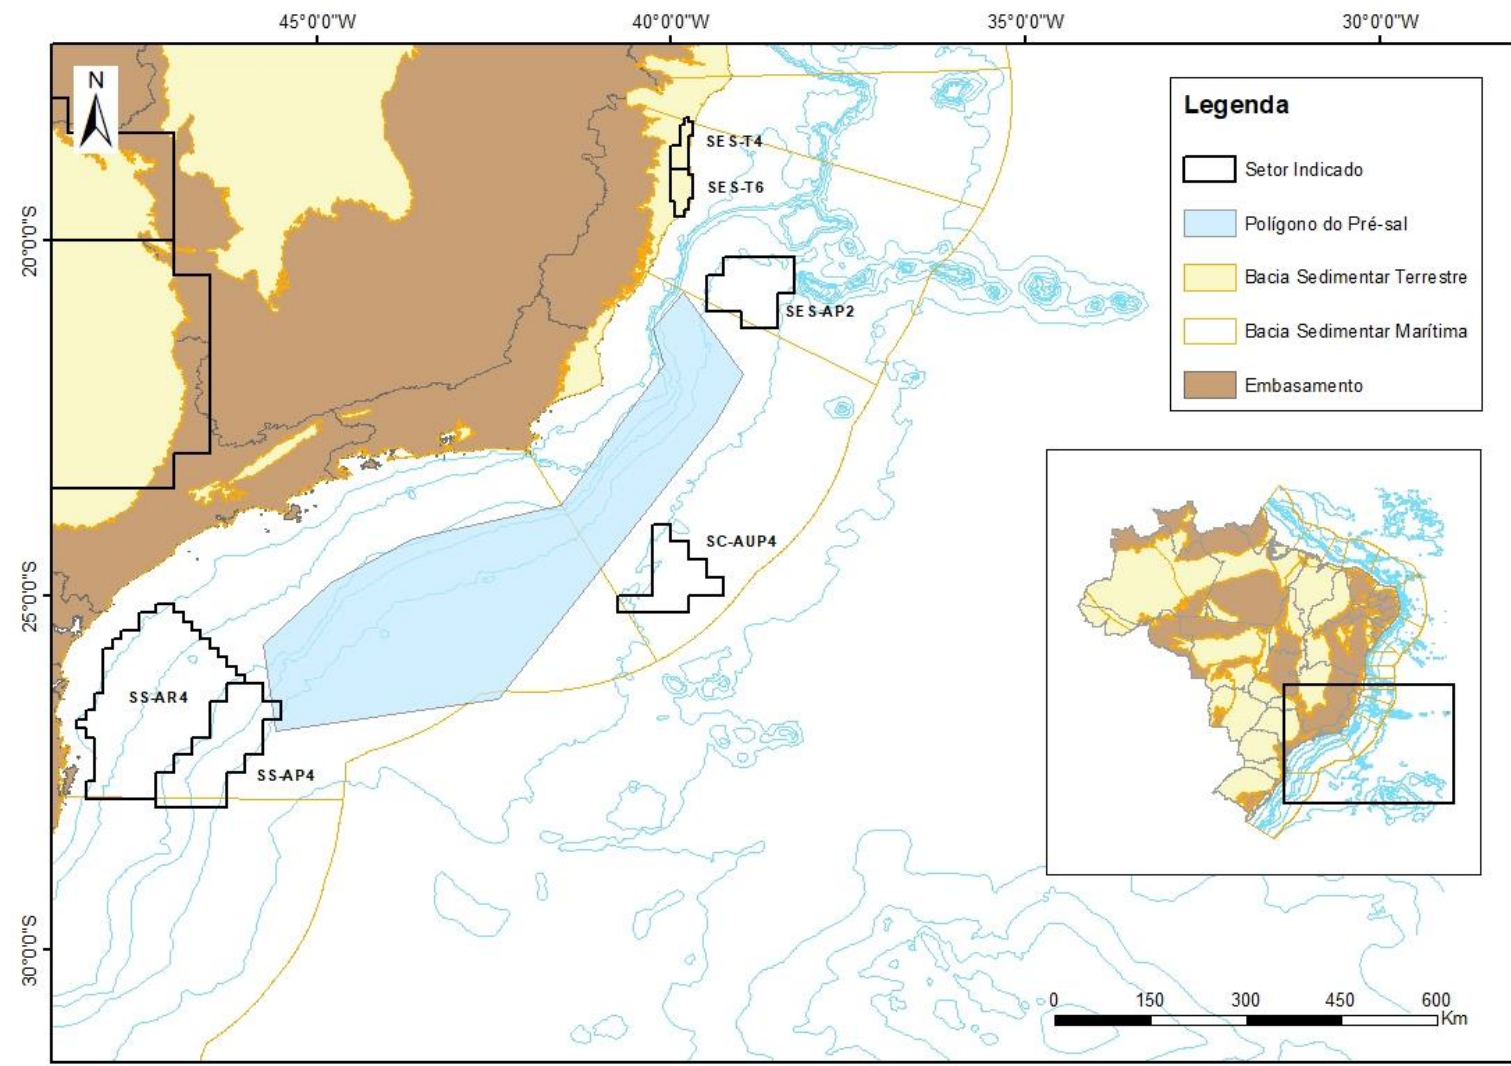 45°0'0"W 40°0'0"W 35°0'0"W 30°0'0"W
N
Legenda
Setor Indicado
Polígono do Pré-sal
Bacia Sedimentar Terrestre
Bacia Sedimentar Marítima
Embasamento
SES-T4
SES-T6
20°0'0"S
SES-AP2
SC-AUP4
25°0'0"S
SS-AR4
SS-AP4
30°0'0"S
0 150 300 450 600
Km